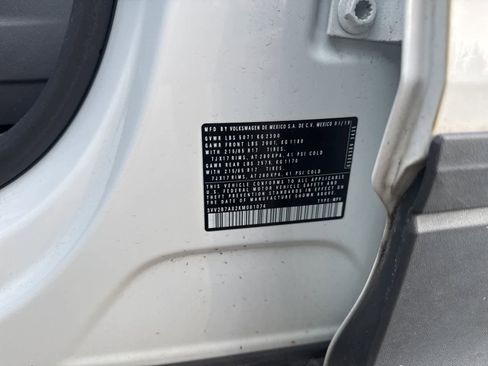 MFD BY VOLKSWAGEN DE MEXICO S.A. DE C.V. MEXICO 01/19
GVWR LBS 5071 KG 2300
GAWR FRONT LBS 2601, KG 1180
WITH 215/65 R17 TIRES,
7JX17 RIMS, AT 280KPA, 41 PSI COLD
GAWR REAR LBS 2579, KG 1170
WITH 215/65 R17 TIRES,
7JX17 RIMS, AT 280KPA, 41 PSI COLD
THIS VEHICLE CONFORMS TO ALL APPLICABLE
U.S. FEDERAL MOTOR VEHICLE SAFETY BUMPER
AND THEFT PREVENTION STANDARDS IN EFFECT
ON THE DATE OF MANUFACTURE SHOWN ABOVE
TYPE: MPV